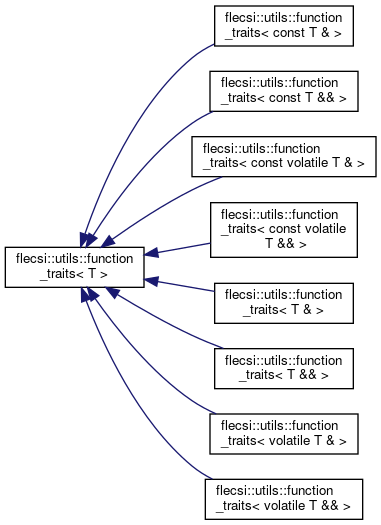 flecsi::utils::function
_traits< const T & >
flecsi::utils::function
_traits< const T && >
flecsi::utils::function
_traits< const volatile T & >
flecsi::utils::function
_traits< const volatile
T && >
flecsi::utils::function
_traits< T >
flecsi::utils::function
_traits< T & >
flecsi::utils::function
_traits< T && >
flecsi::utils::function
_traits< volatile T & >
flecsi::utils::function
_traits< volatile T && >